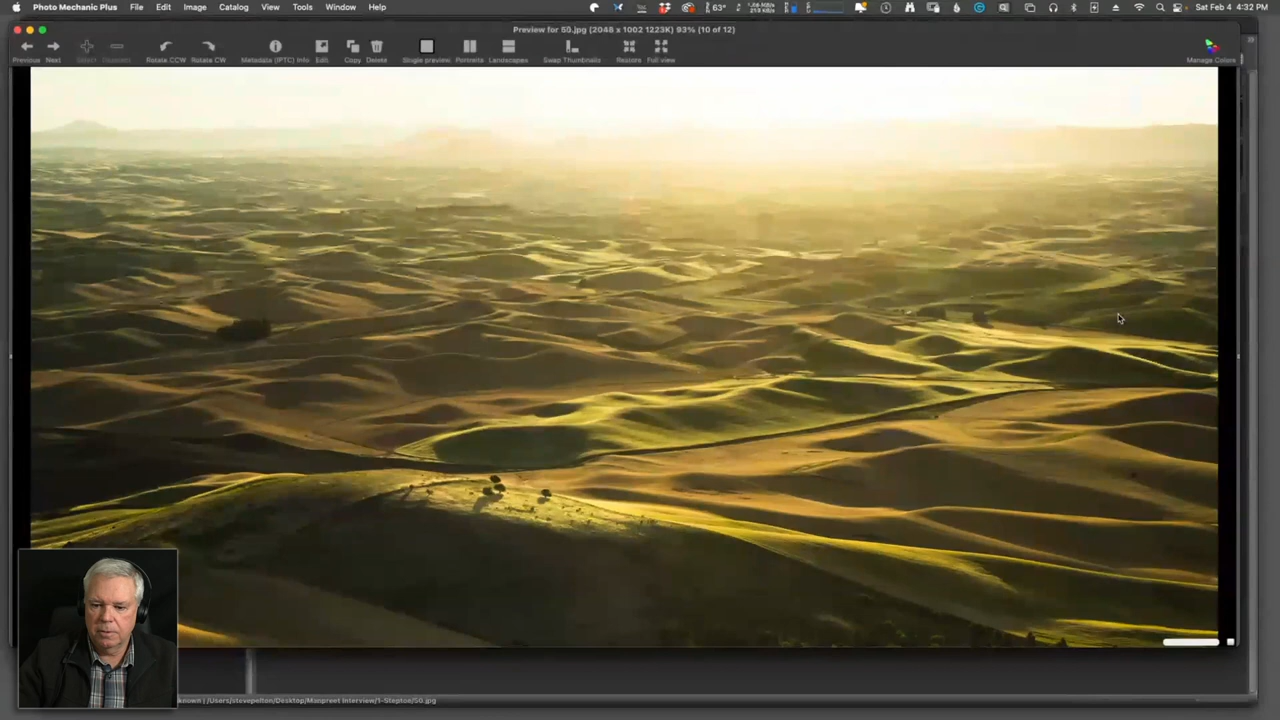 Photo Mechanic Plus File Edit Image Catalog View Tools Window Help 63° Sat Feb 4 4:32 PM
Preview for 50.jpg (2048 x 1002 1223K) 93% (10 of 12)
Previous Next Rotate CCW Rotate CW Metadata (IPTC) Info Edit Copy Delete Single preview Portraits Landscapes Swap Thumbnails Restore Full view Manage Colors
/Users/stevepelton/Desktop/Manpreet Interview/1-Steptoe/50.jpg